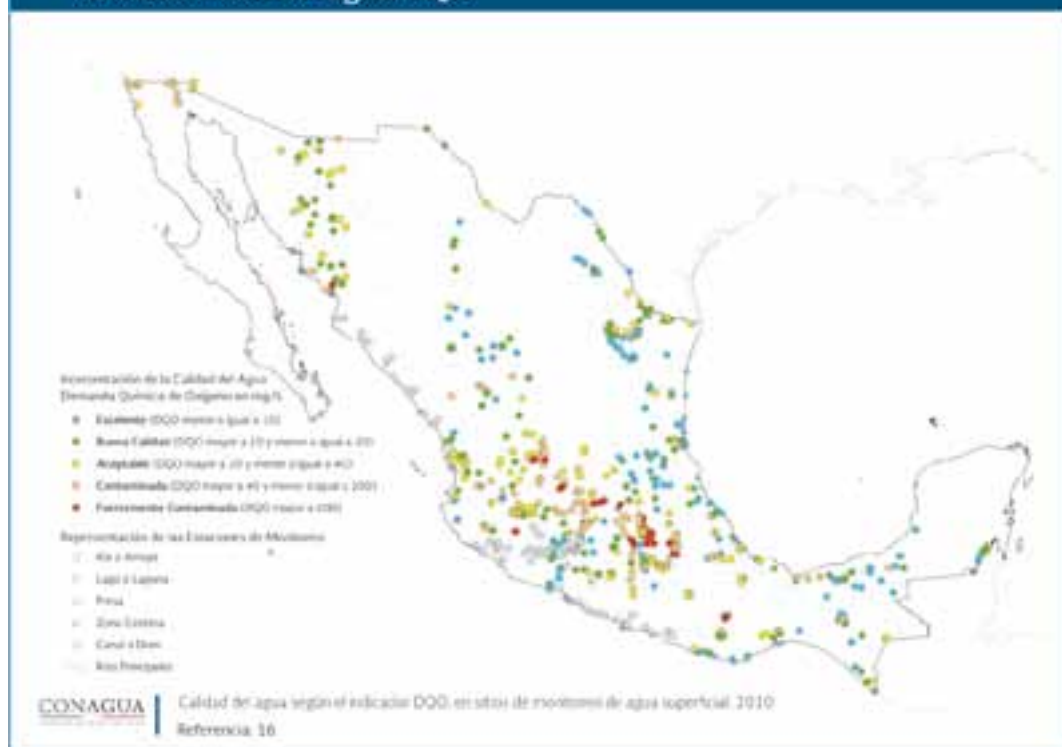 Interpretación de la Calidad del Agua
Demanda Química de Oxígeno en mg/L
Excelente (DQO menor o igual a 10)
Buena Calidad (DQO mayor a 10 y menor o igual a 20)
Aceptable (DQO mayor a 20 y menor o igual a 40)
Contaminada (DQO mayor a 40 y menor o igual a 200)
Fuertemente Contaminada (DQO mayor a 200)
Representación de las Estaciones de Monitoreo
Río o Arroyo
Lago o Laguna
Presa
Zona Costera
Canal o Dren
Ríos Principales
CONAGUA
Calidad del agua según el indicador DQO, en sitios de monitoreo de agua superficial, 2010
Referencia: 16